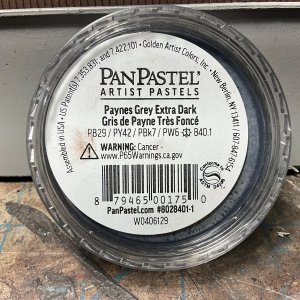 US Patent(s) 7,353,831, and 7,422,101 • Golden Artist Colors, Inc. • New Berlin, NY 13411 / 607-847-6154
Assembled in USA
PANPASTEL®
ARTIST PASTELS
Paynes Grey Extra Dark
Gris de Payne Très Foncé
PB29 / PY42 / PBk7 / PW6 840.1
WARNING: Cancer -
www.P65Warnings.ca.gov
8 79465 00175 0
PanPastel.com #8028401-1
W0406129